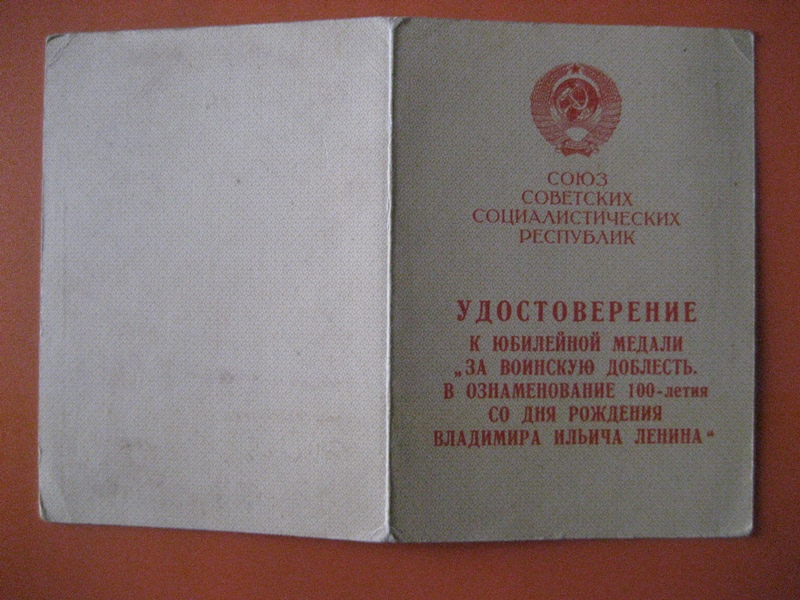 СОЮЗ
СОВЕТСКИХ
СОЦИАЛИСТИЧЕСКИХ
РЕСПУБЛИК
УДОСТОВЕРЕНИЕ
К ЮБИЛЕЙНОЙ МЕДАЛИ
„ЗА ВОИНСКУЮ ДОБЛЕСТЬ.
В ОЗНАМЕНОВАНИЕ 100-летия
СО ДНЯ РОЖДЕНИЯ
ВЛАДИМИРА ИЛЬИЧА ЛЕНИНА“